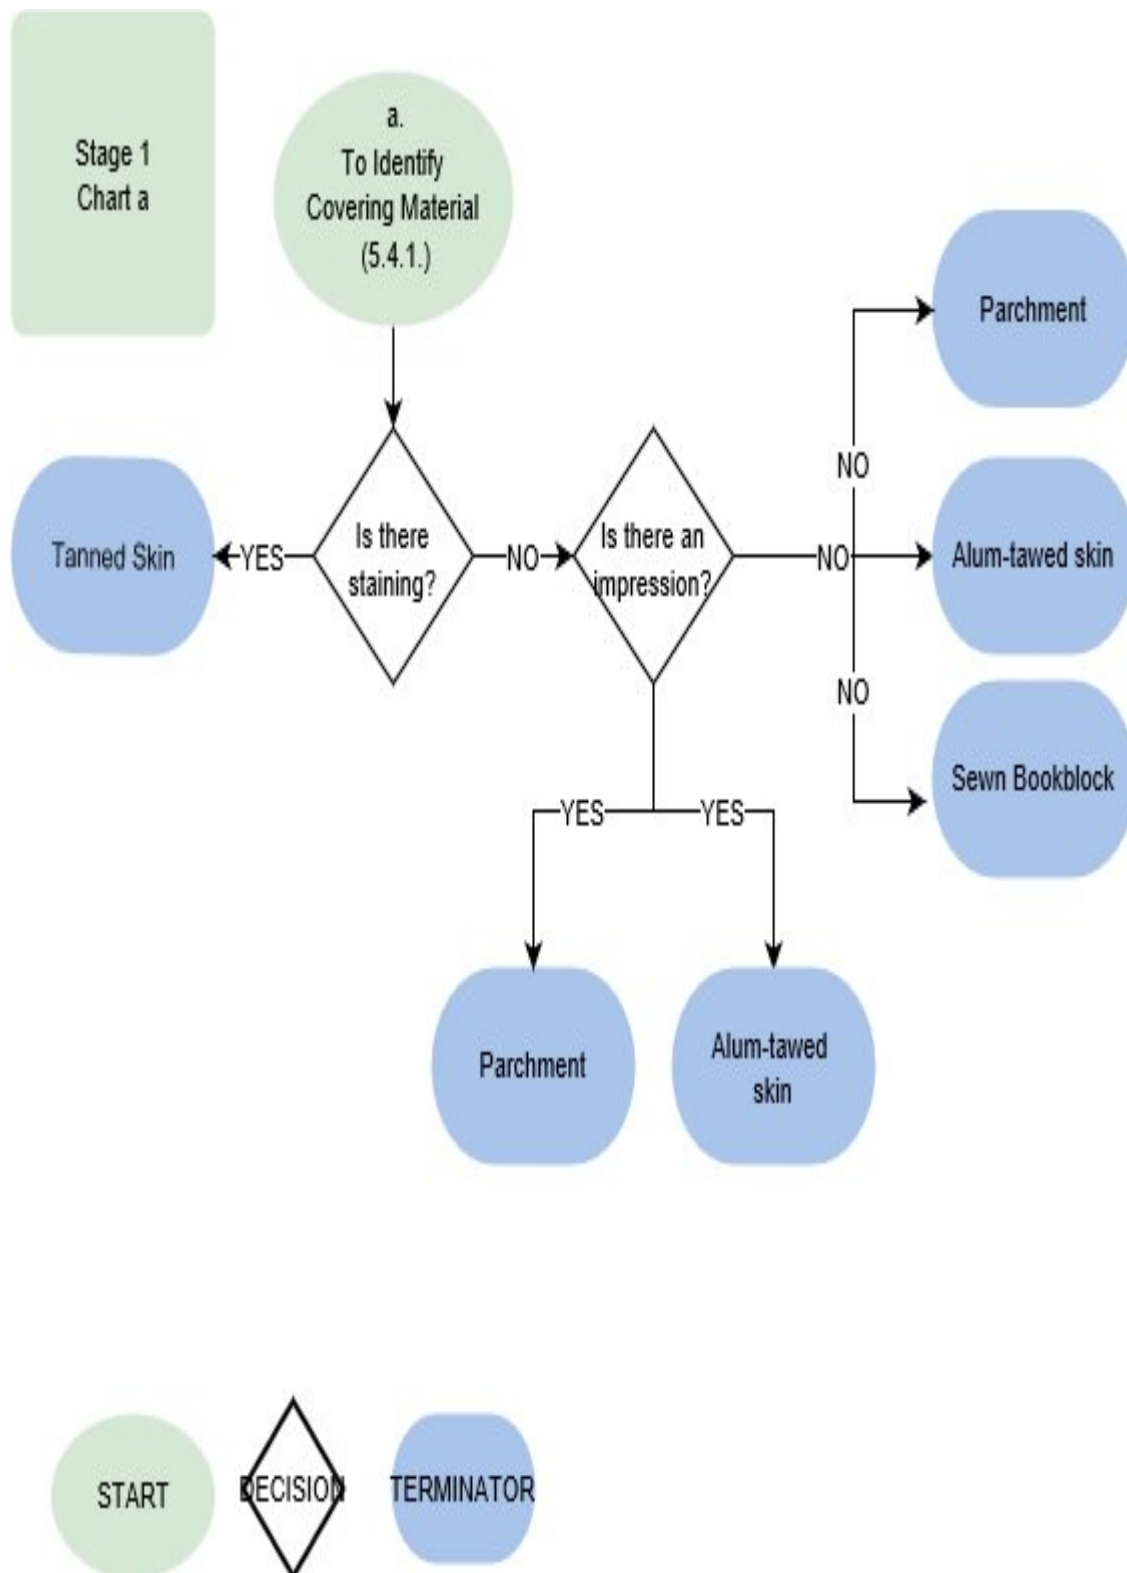 Stage 1
Chart a
a.
To Identify
Covering Material
(5.4.1.)
Parchment
NO
Tanned Skin
YES
Is there
staining?
NO
Is there an
impression?
NO
Alum-tawed skin
NO
Sewn Bookblock
YES
YES
Parchment
Alum-tawed
skin
START
DECISION
TERMINATOR